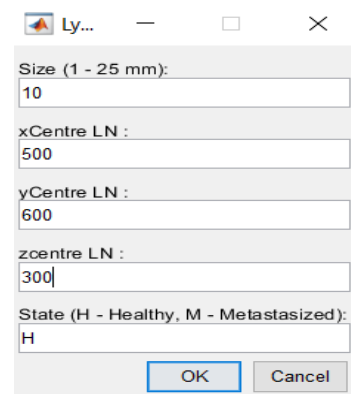 Ly...
Size (1 - 25 mm):
10
xCentre LN :
500
yCentre LN :
600
zcentre LN :
300
State (H - Healthy, M - Metastasized):
H
OK Cancel